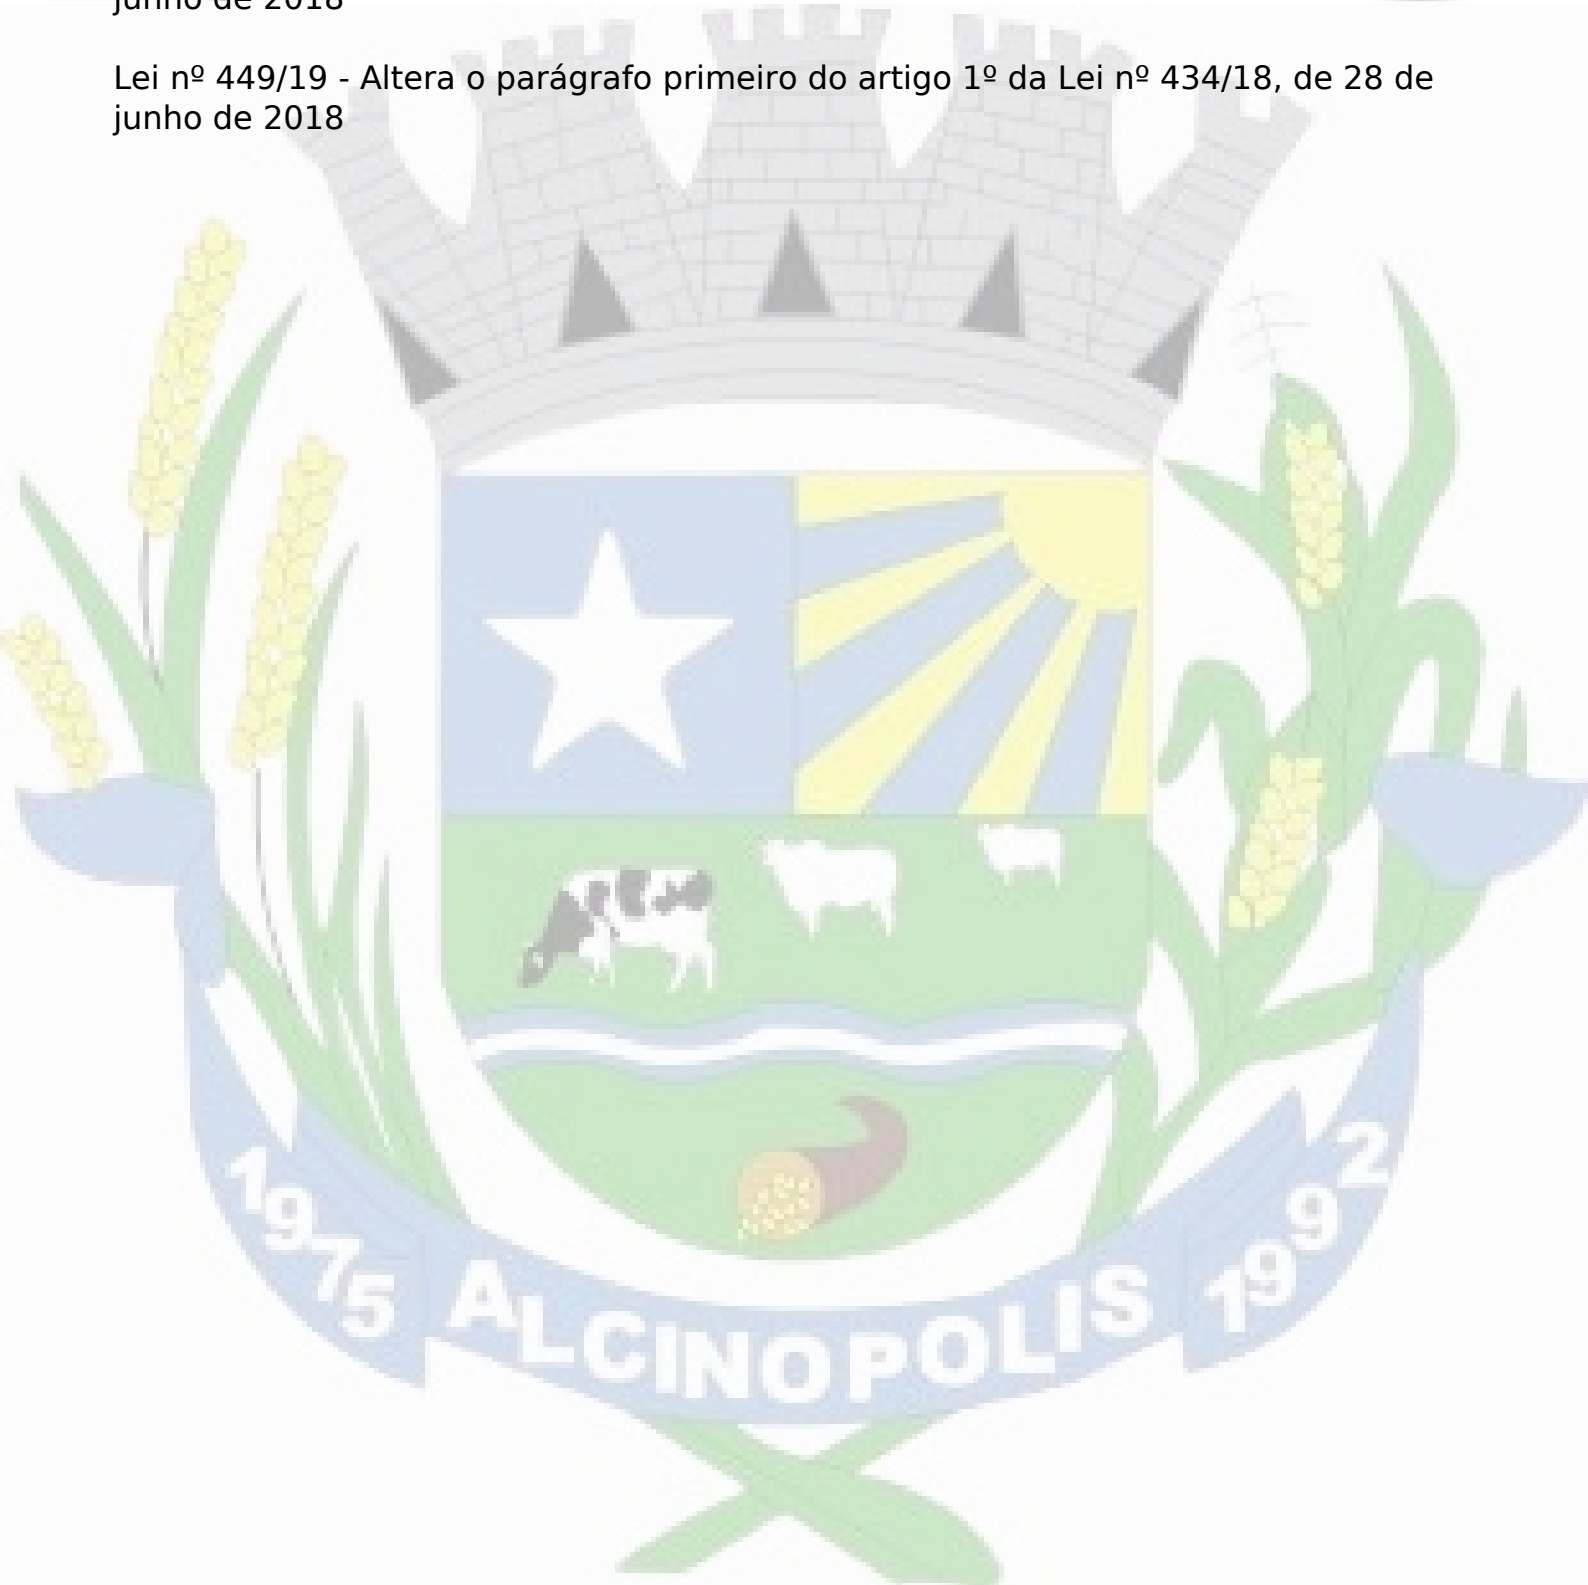 junho de 2018
Lei nº 449/19 - Altera o parágrafo primeiro do artigo 1º da Lei nº 434/18, de 28 de
junho de 2018
1975
ALCINOPOLIS
1992